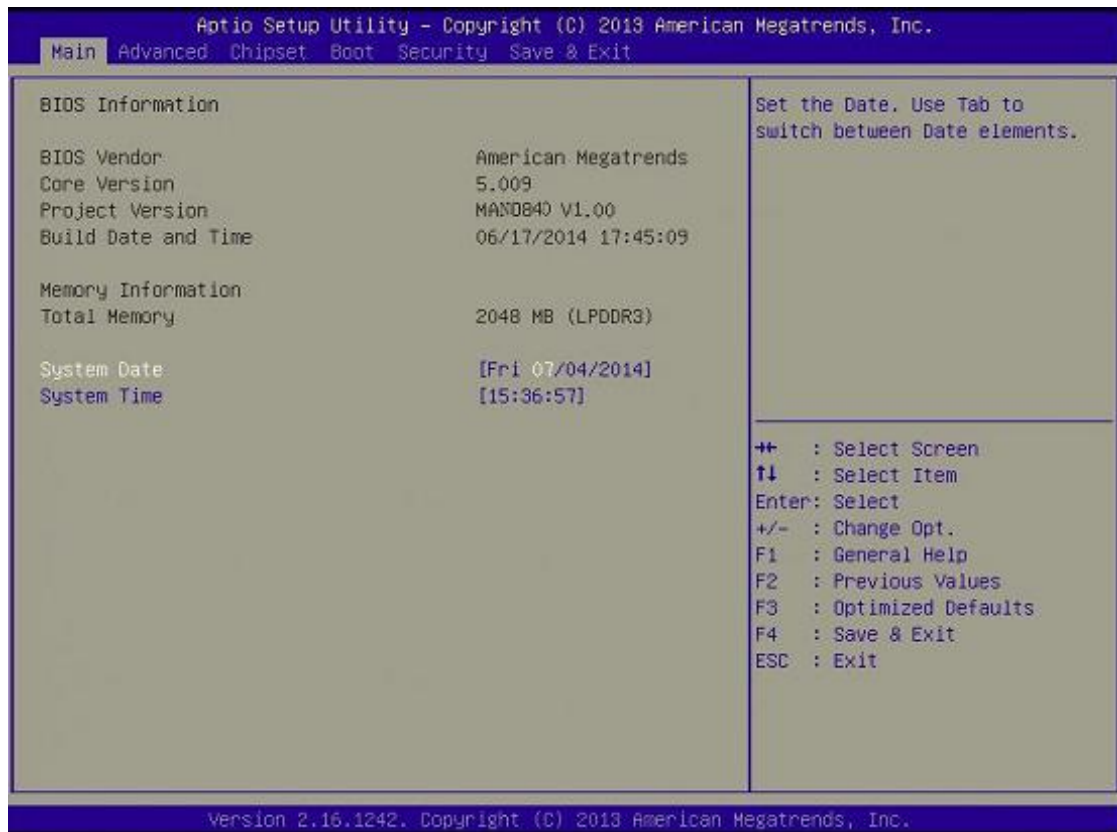 Aptio Setup Utility – Copyright (C) 2013 American Megatrends, Inc.
Main Advanced Chipset Boot Security Save & Exit
BIOS Information
BIOS Vendor American Megatrends
Core Version 5.009
Project Version MANO840 V1.00
Build Date and Time 06/17/2014 17:45:09
Memory Information
Total Memory 2048 MB (LPDDR3)
System Date [Fri 07/04/2014]
System Time [15:36:57]
Set the Date. Use Tab to
switch between Date elements.
→← : Select Screen
↑↓ : Select Item
Enter: Select
+/- : Change Opt.
F1 : General Help
F2 : Previous Values
F3 : Optimized Defaults
F4 : Save & Exit
ESC : Exit
Version 2.16.1242. Copyright (C) 2013 American Megatrends, Inc.